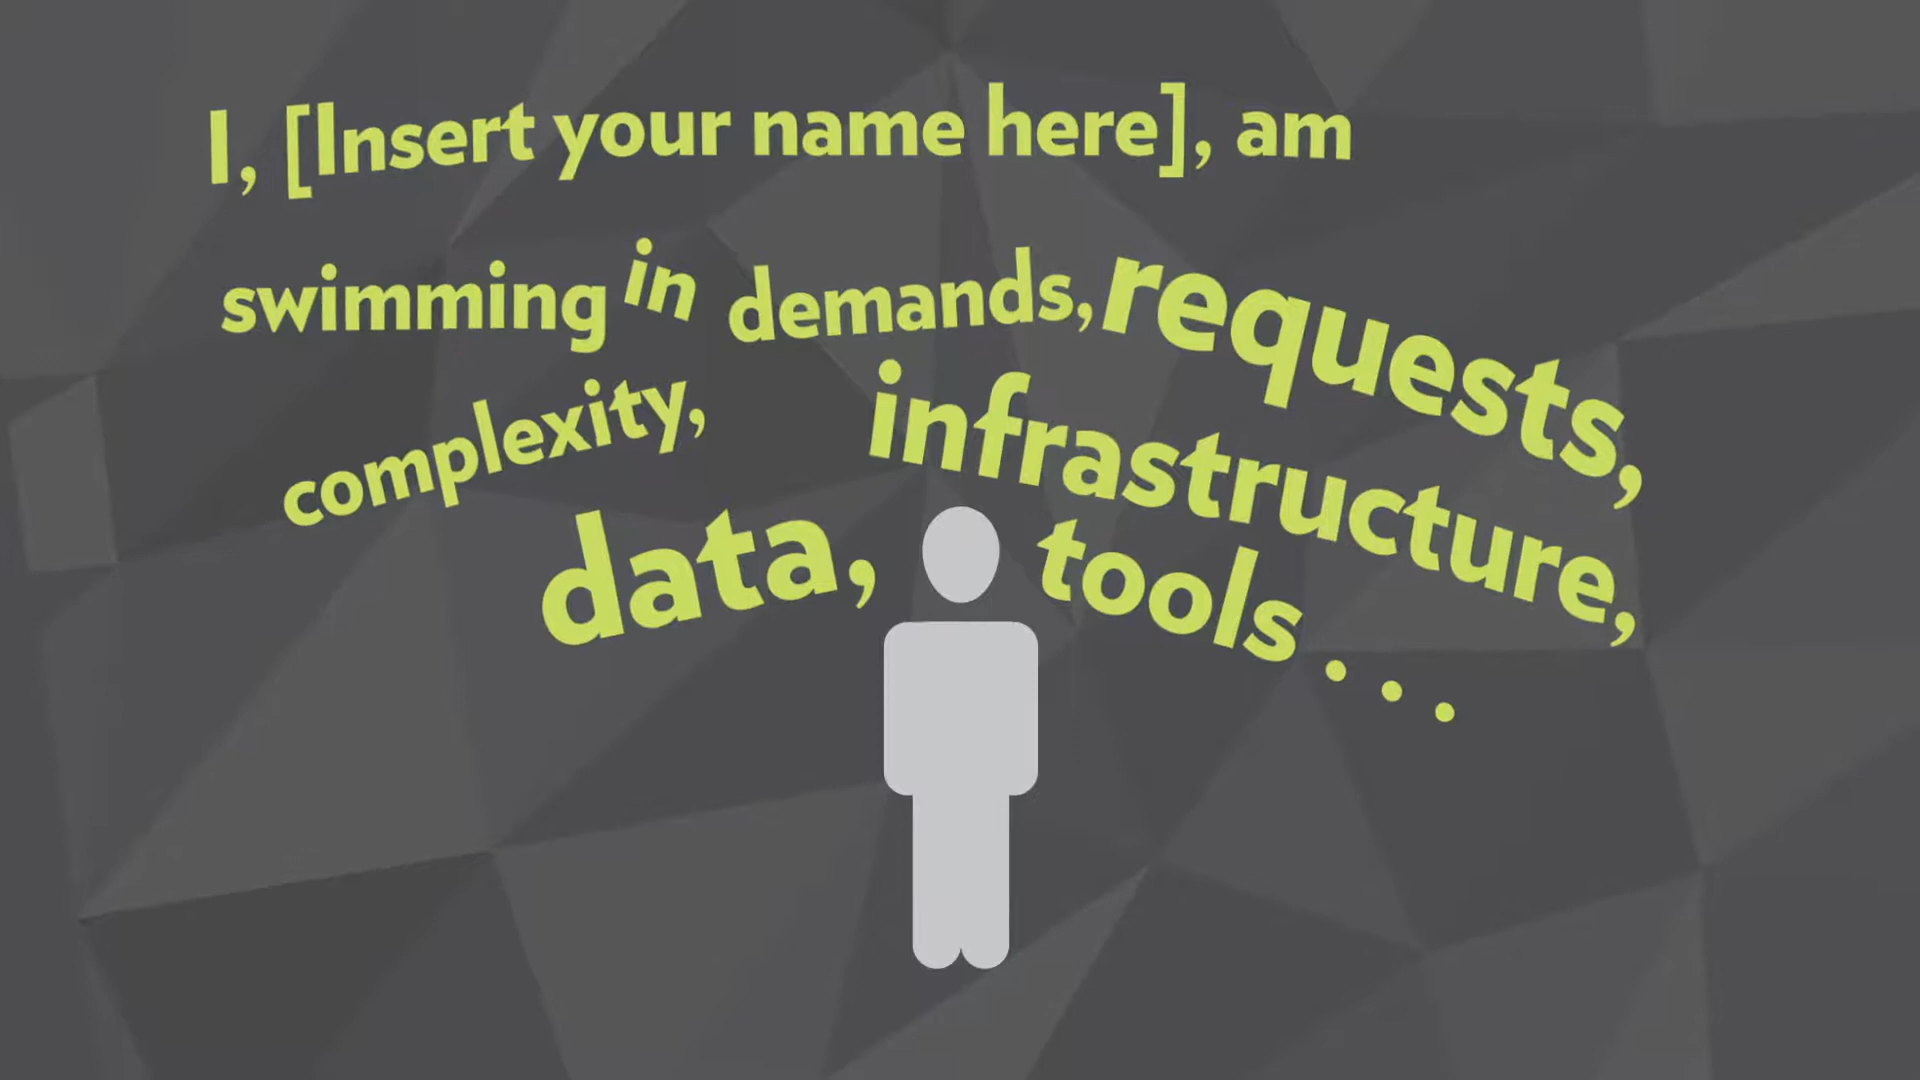 I, [Insert your name here], am
swimming in demands, requests,
complexity, infrastructure,
data, tools . . .